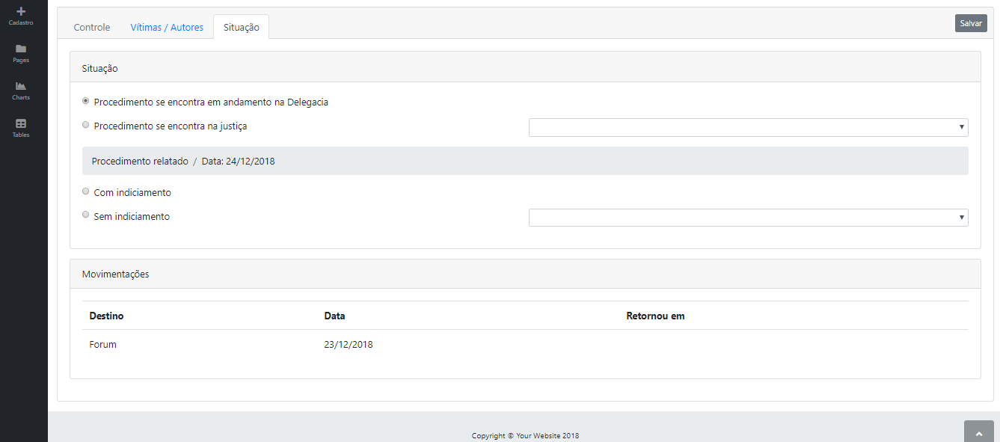 Cadastro
Pages
Charts
Tables
Controle
Vítimas / Autores
Situação
Salvar
Situação
Procedimento se encontra em andamento na Delegacia
Procedimento se encontra na justiça
Procedimento relatado / Data: 24/12/2018
Com indiciamento
Sem indiciamento
Movimentações
Destino Data Retornou em
Forum 23/12/2018
Copyright © Your Website 2018